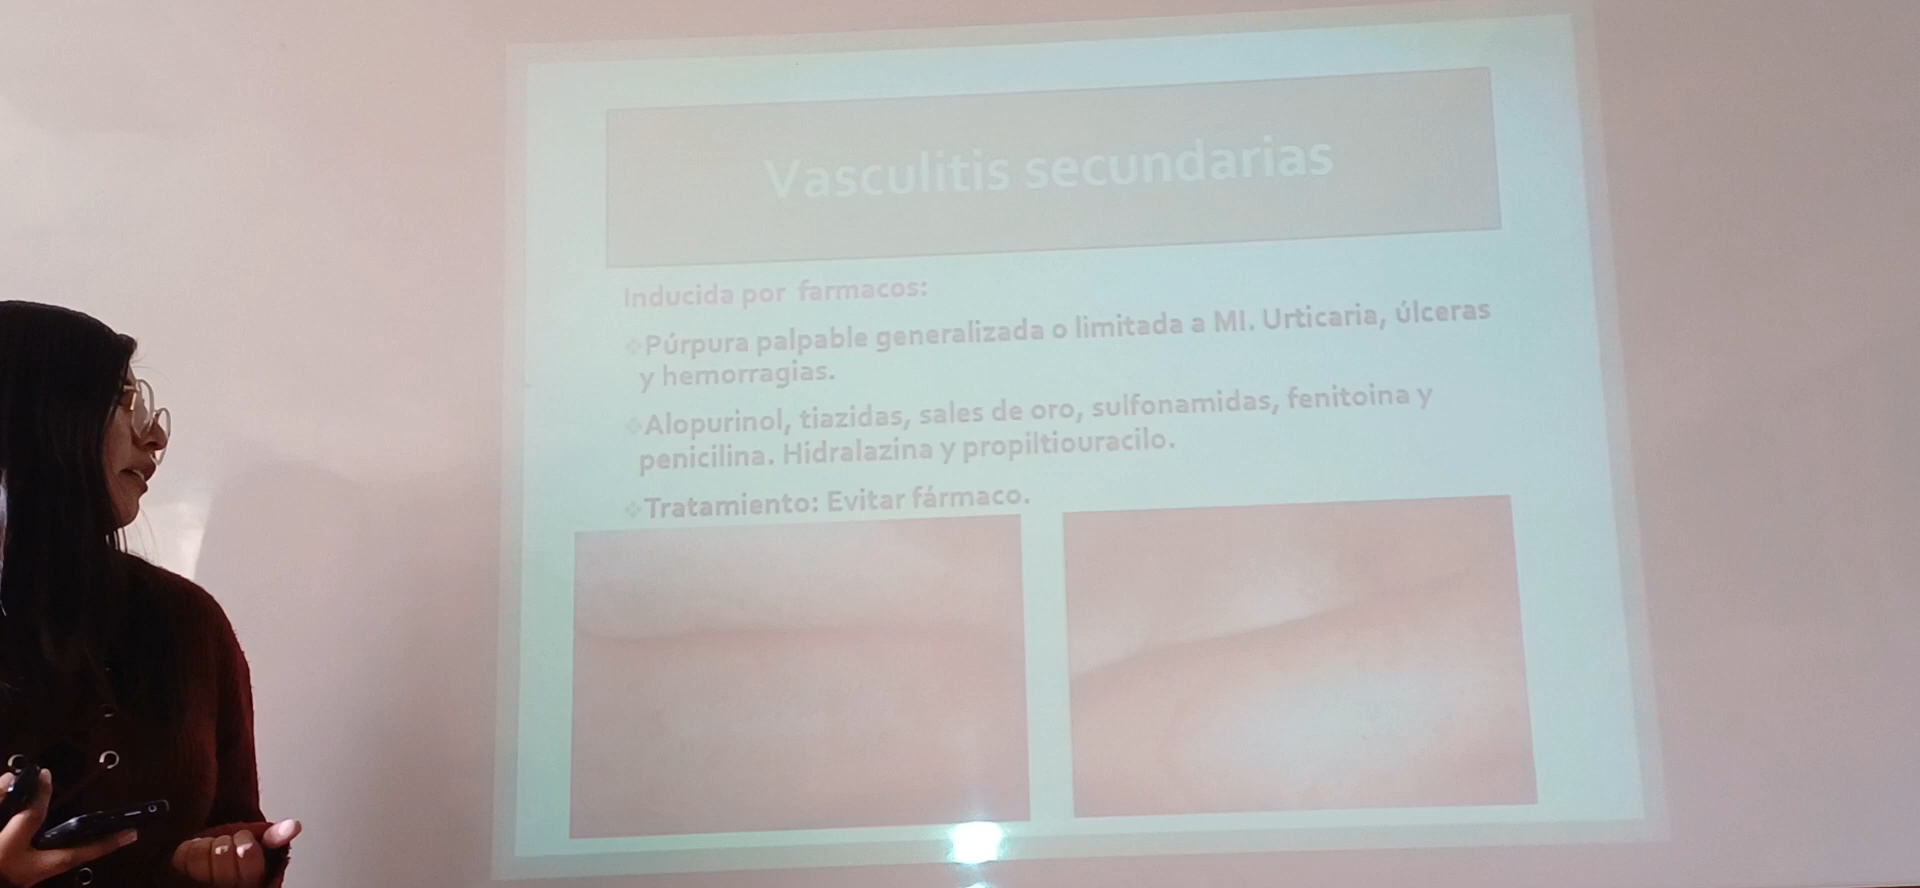 Vasculitis secundarias
Inducida por farmacos:
Púrpura palpable generalizada o limitada a MI. Urticaria, úlceras
y hemorragias.
Alopurinol, tiazidas, sales de oro, sulfonamidas, fenitoina y
penicilina. Hidralazina y propiltiouracilo.
Tratamiento: Evitar fármaco.